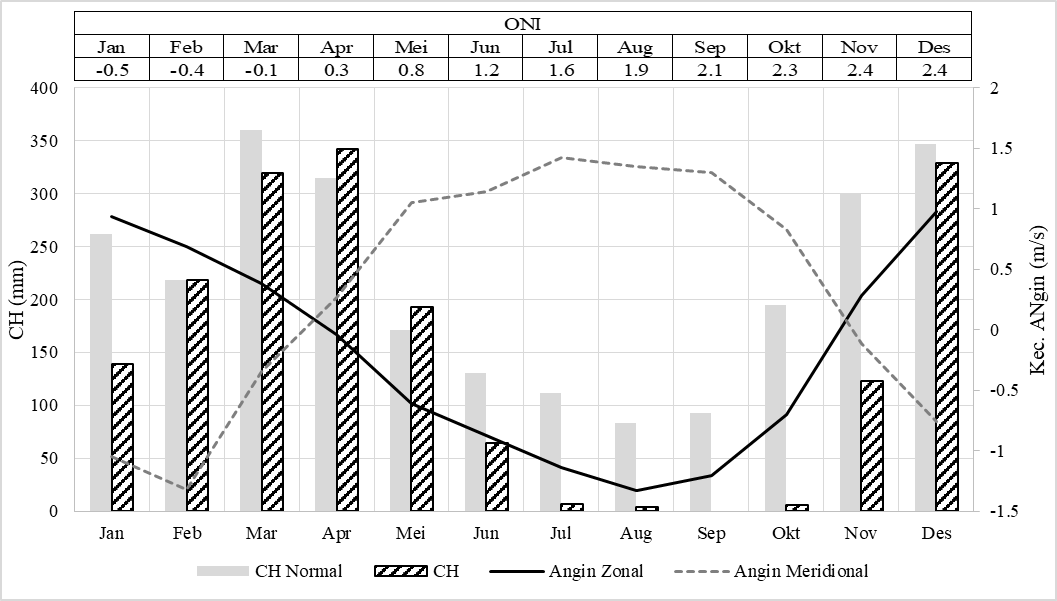 ONI
Jan Feb Mar Apr Mei Jun Jul Aug Sep Okt Nov Des
-0.5 -0.4 -0.1 0.3 0.8 1.2 1.6 1.9 2.1 2.3 2.4 2.4
400
350
300
250
200
150
100
50
0
CH (mm)
2
1.5
1
0.5
0
-0.5
-1
-1.5
Kec. ANgin (m/s)
Jan Feb Mar Apr Mei Jun Jul Aug Sep Okt Nov Des
CH Normal CH Angin Zonal Angin Meridional